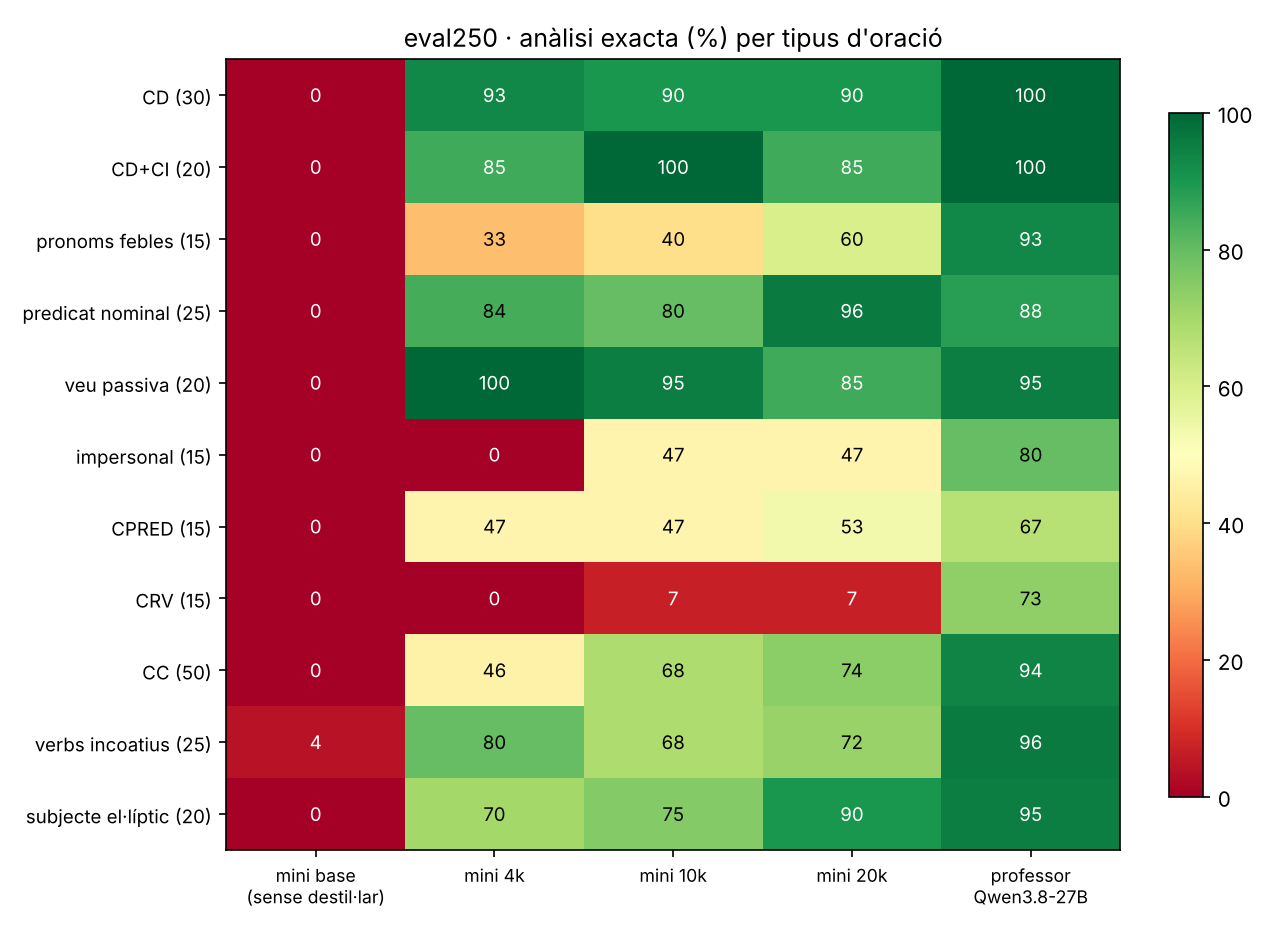 eval250 · anàlisi exacta (%) per tipus d'oració
CD (30) 0 93 90 90 100
CD+CI (20) 0 85 100 85 100
pronoms febles (15) 0 33 40 60 93
predicat nominal (25) 0 84 80 96 88
veu passiva (20) 0 100 95 85 95
impersonal (15) 0 0 47 47 80
CPRED (15) 0 47 47 53 67
CRV (15) 0 0 7 7 73
CC (50) 0 46 68 74 94
verbs incoatius (25) 4 80 68 72 96
subjecte el·líptic (20) 0 70 75 90 95
mini base mini 4k mini 10k mini 20k professor
(sense destil·lar) Qwen3.8-27B
100
80
60
40
20
0